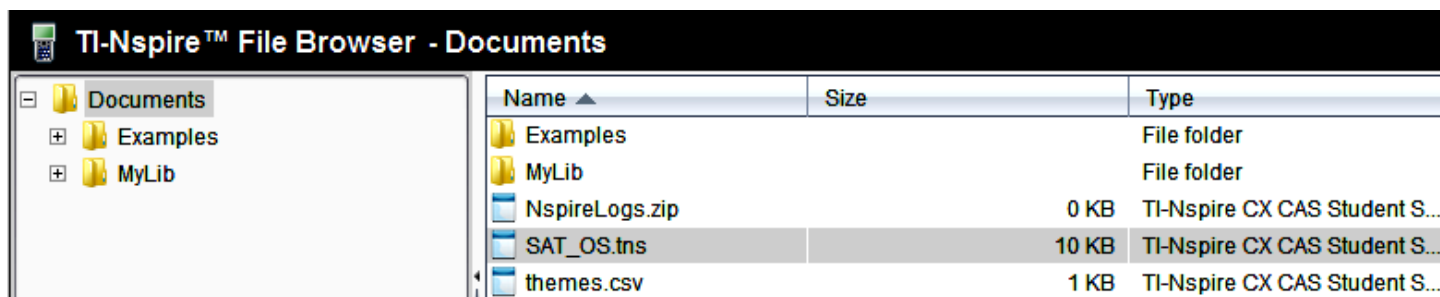 TI-Nspire™ File Browser - Documents
Documents
Examples
MyLib
Name Size Type
Examples File folder
MyLib File folder
NspireLogs.zip 0 KB TI-Nspire CX CAS Student S...
SAT_OS.tns 10 KB TI-Nspire CX CAS Student S...
themes.csv 1 KB TI-Nspire CX CAS Student S...